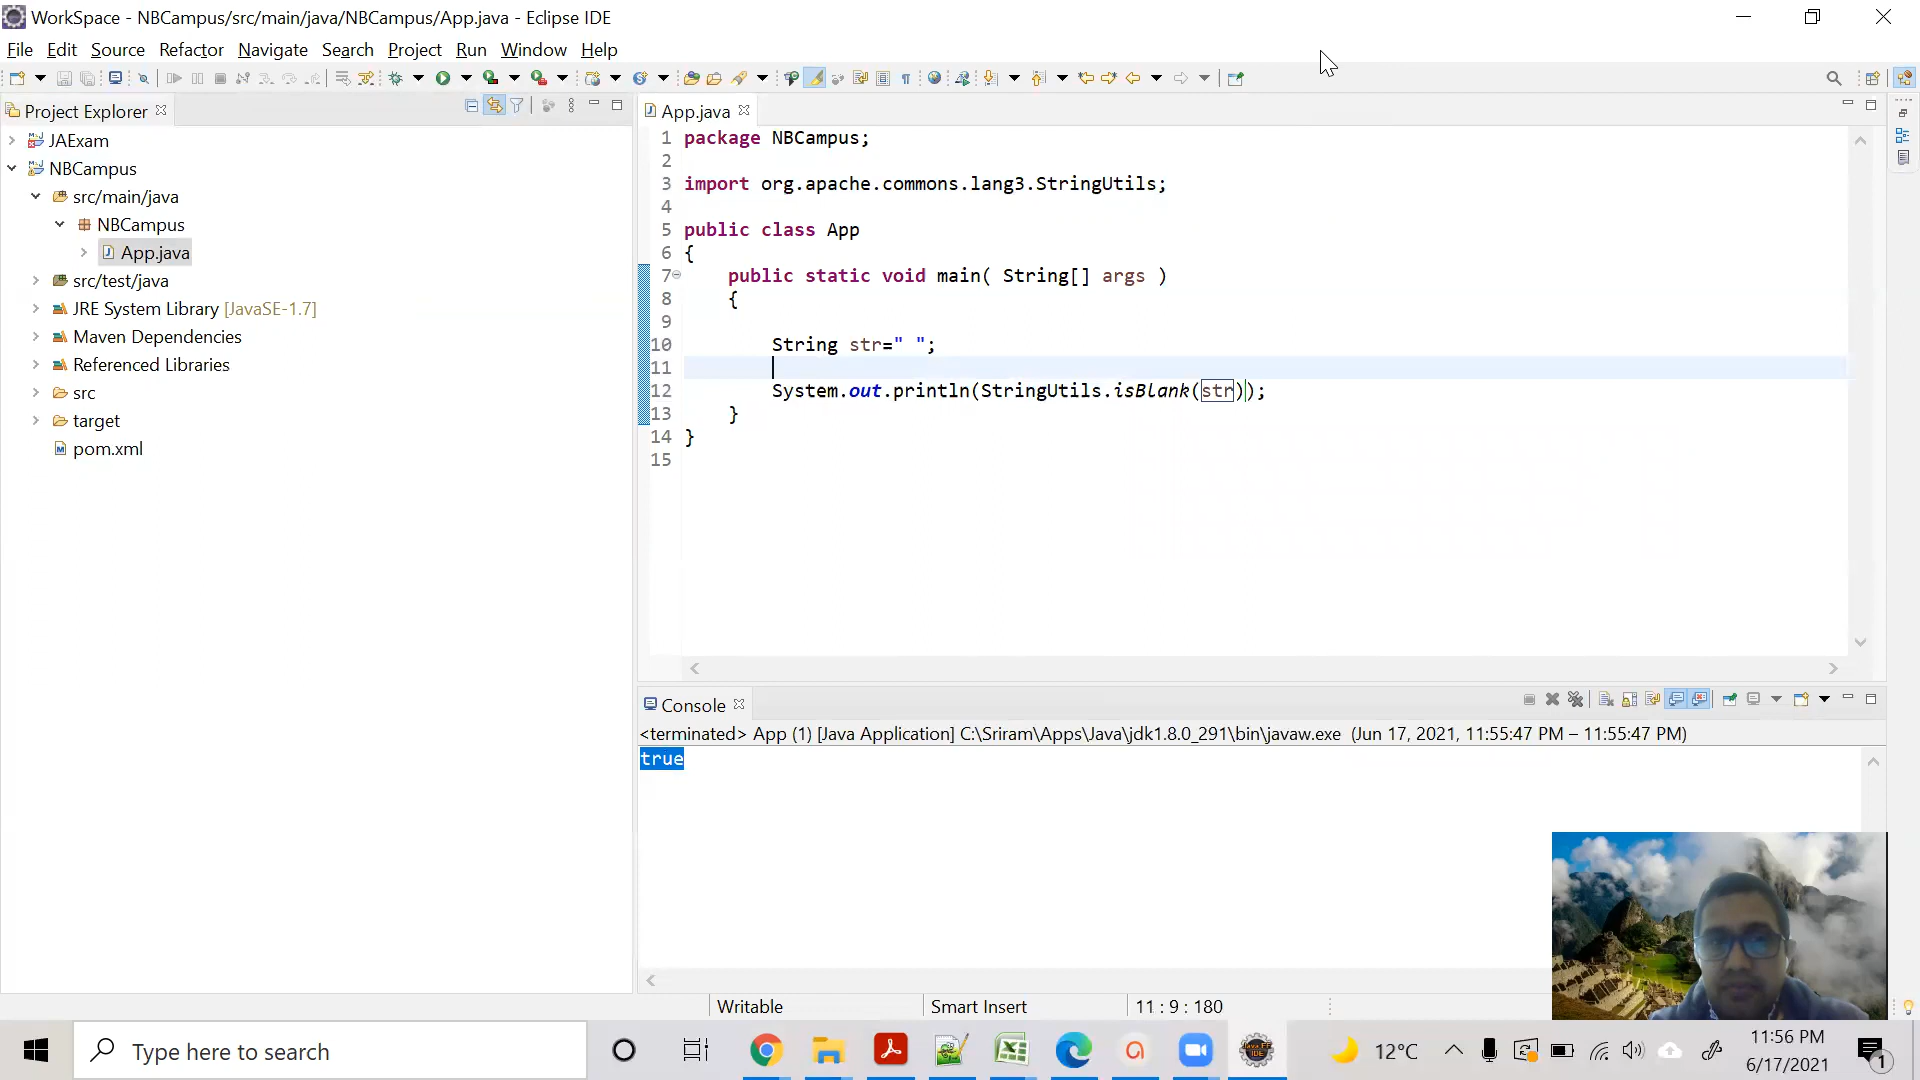 WorkSpace - NBCampus/src/main/java/NBCampus/App.java - Eclipse IDE
File Edit Source Refactor Navigate Search Project Run Window Help
Project Explorer
JAExam
NBCampus
src/main/java
NBCampus
App.java
src/test/java
JRE System Library [JavaSE-1.7]
Maven Dependencies
Referenced Libraries
src
target
pom.xml
App.java
1 package NBCampus;
2
3 import org.apache.commons.lang3.StringUtils;
4
5 public class App
6 {
7 public static void main( String[] args )
8 {
9
10 String str=" ";
11
12 System.out.println(StringUtils.isBlank(str));
13 }
14 }
15
Console
<terminated> App (1) [Java Application] C:\Sriram\Apps\Java\jdk1.8.0_291\bin\javaw.exe (Jun 17, 2021, 11:55:47 PM – 11:55:47 PM)
true
Writable Smart Insert 11 : 9 : 180
Type here to search
12°C
11:56 PM
6/17/2021
1